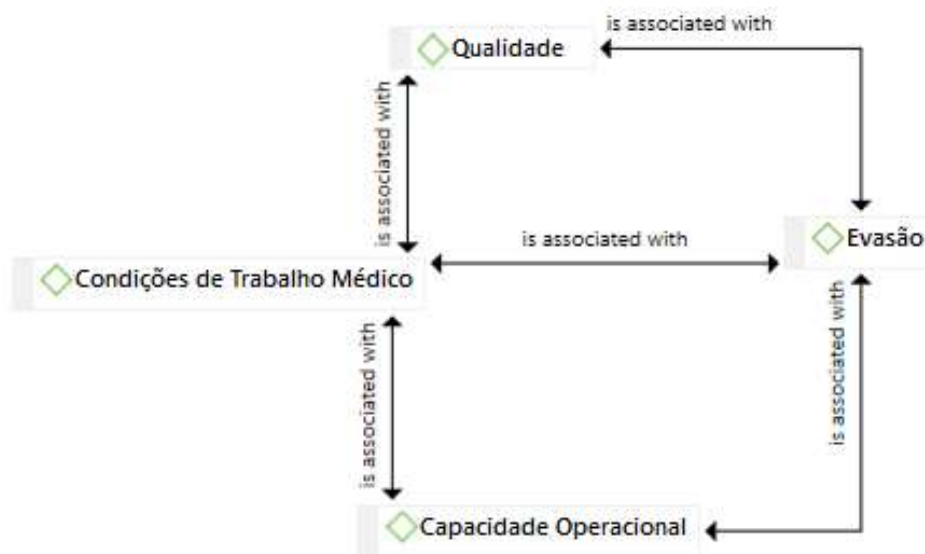 is associated with
Qualidade
is associated with
is associated with
Evasão
Condições de Trabalho Médico
is associated with
is associated with
Capacidade Operacional